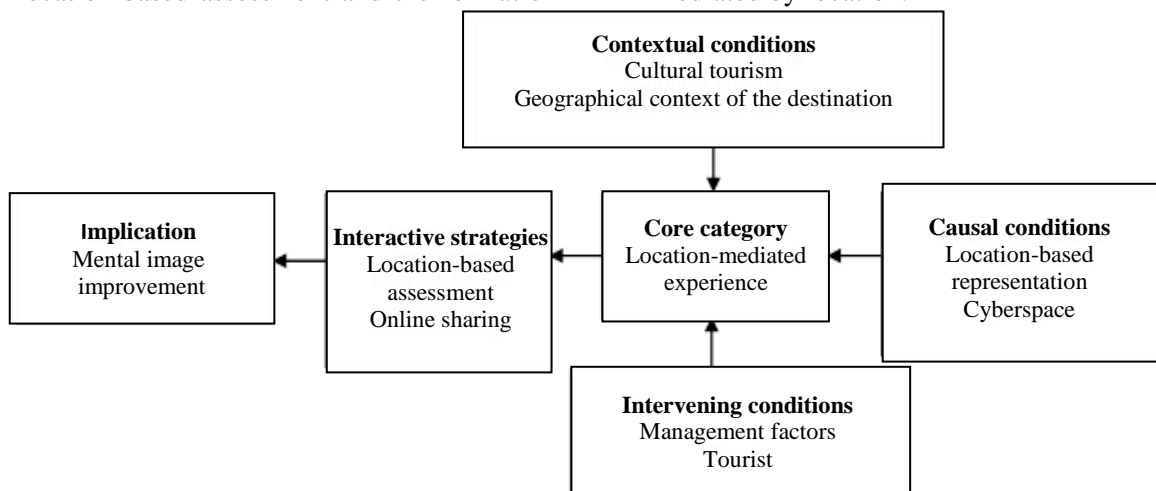 Contextual conditions
Cultural tourism
Geographical context of the destination
Implication
Mental image
improvement
Interactive strategies
Location-based
assessment
Online sharing
Core category
Location-mediated
experience
Causal conditions
Location-based
representation
Cyberspace
Intervening conditions
Management factors
Tourist